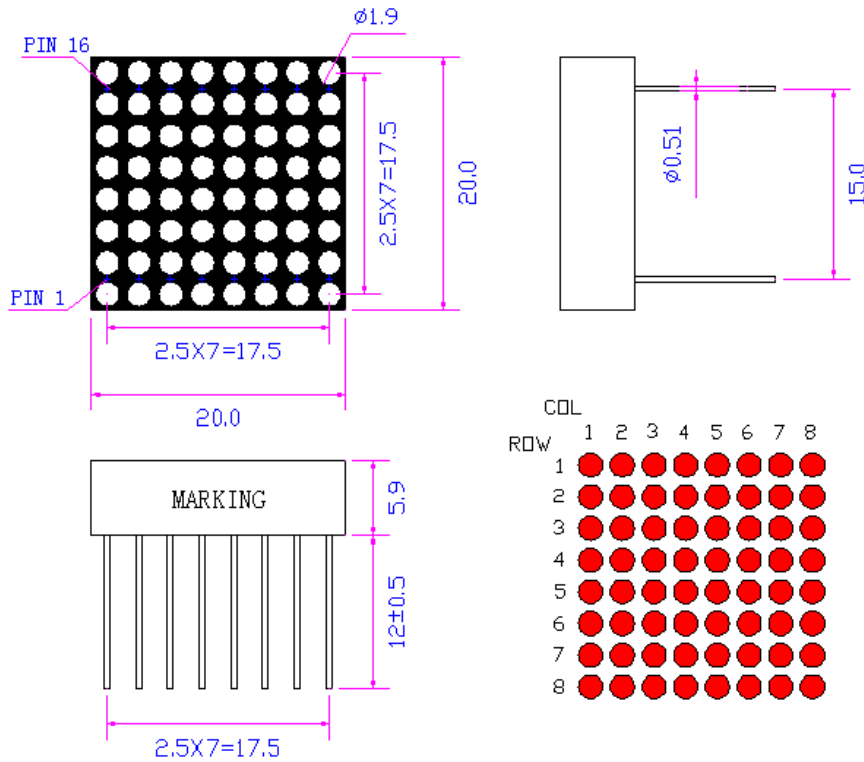 PIN 16
ø1.9
2.5X7=17.5
20.0
ø0.51
15.0
PIN 1
2.5X7=17.5
20.0
MARKING
5.9
12±0.5
2.5X7=17.5
COL
ROW
1 2 3 4 5 6 7 8
1
2
3
4
5
6
7
8